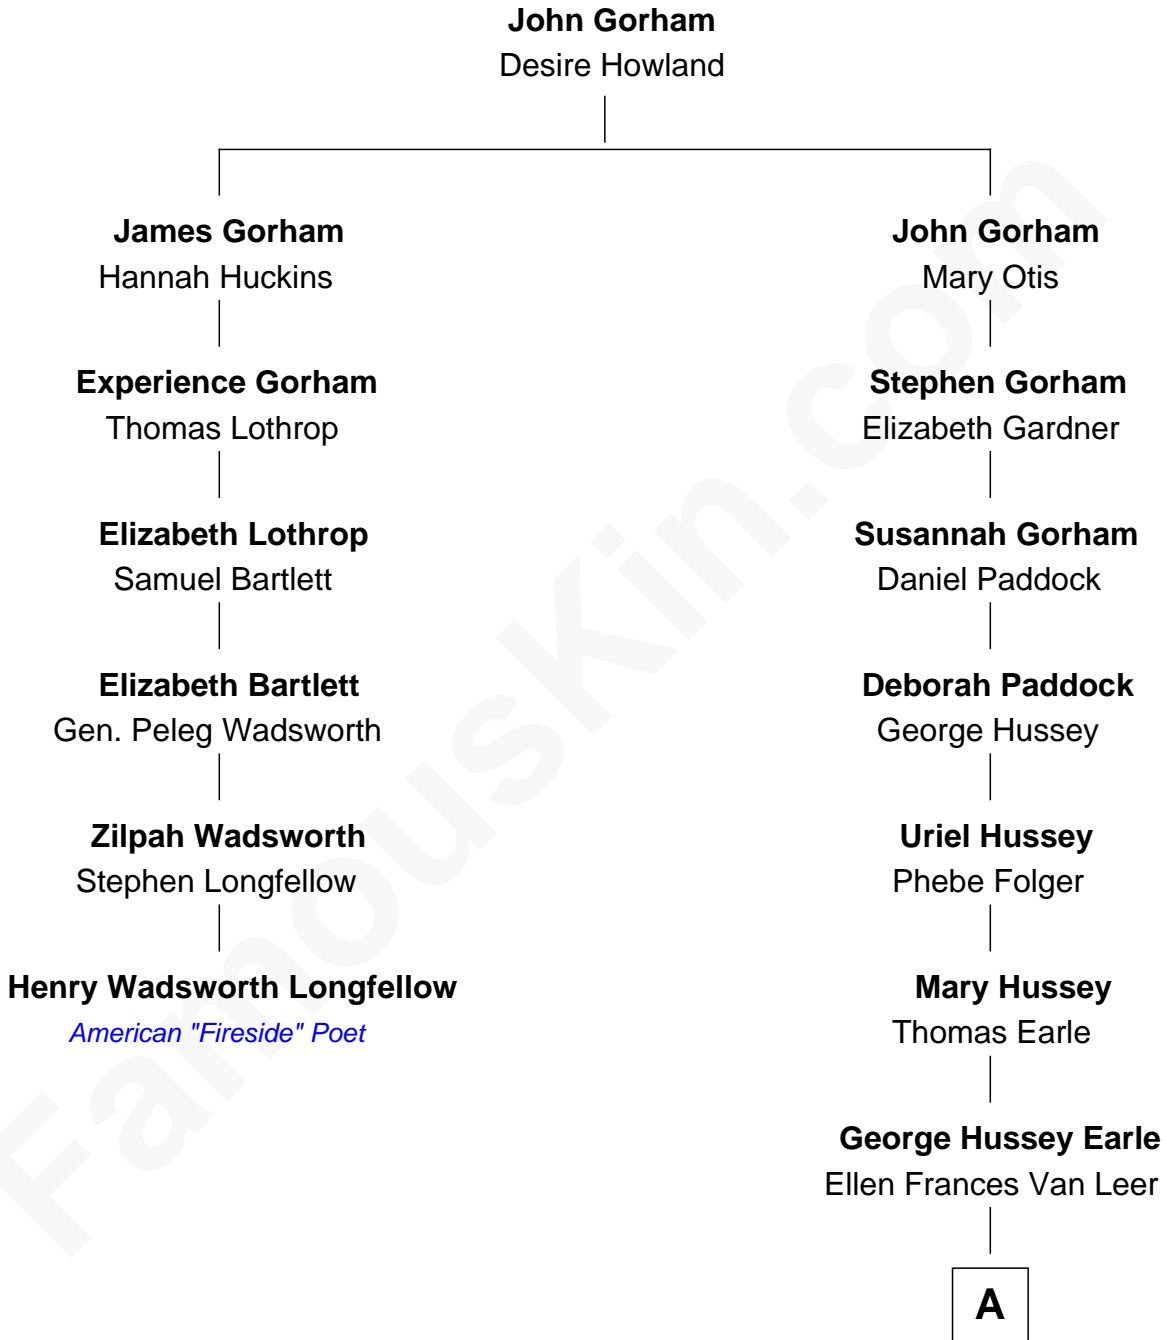 John Gorham
Desire Howland
James Gorham
Hannah Huckins
John Gorham
Mary Otis
Experience Gorham
Thomas Lothrop
Stephen Gorham
Elizabeth Gardner
Elizabeth Lothrop
Samuel Bartlett
Susannah Gorham
Daniel Paddock
Elizabeth Bartlett
Gen. Peleg Wadsworth
Deborah Paddock
George Hussey
Zilpah Wadsworth
Stephen Longfellow
Uriel Hussey
Phebe Folger
Henry Wadsworth Longfellow
American "Fireside" Poet
Mary Hussey
Thomas Earle
George Hussey Earle
Ellen Frances Van Leer
A
FamousKin.com